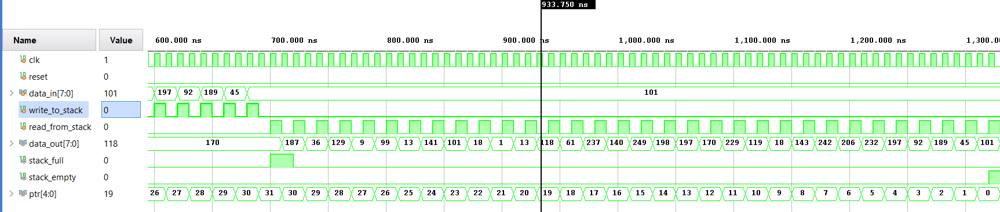 933.750 ns
Name Value 600.000 ns 700.000 ns 800.000 ns 900.000 ns 1,000.000 ns 1,100.000 ns 1,200.000 ns 1,300.0
clk 1
reset 0
data_in[7:0] 101 197 92 189 45 101
write_to_stack 0
read_from_stack 0
data_out[7:0] 118 170 187 36 129 9 99 13 141 101 18 1 13 118 61 237 140 249 198 197 170 229 119 18 143 242 206 232 197 92 189 45 101
stack_full 0
stack_empty 0
ptr[4:0] 19 26 27 28 29 30 31 30 29 28 27 26 25 24 23 22 21 20 19 18 17 16 15 14 13 12 11 10 9 8 7 6 5 4 3 2 1 0